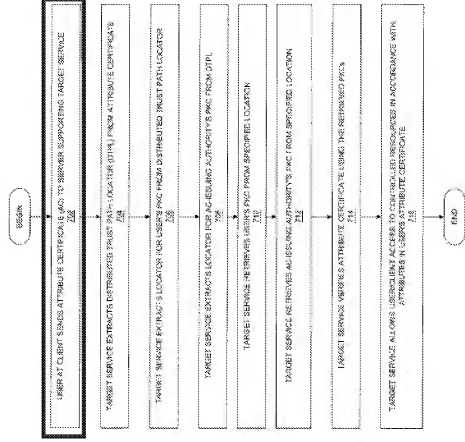 BEGIN
USER AT CLIENT SENDS ATTRIBUTE CERTIFICATE (AC) TO SERVER SUPPORTING TARGET SERVICE
702
TARGET SERVICE EXTRACTS DISTRIBUTED TRUST PATH LOCATOR (DTPL) FROM ATTRIBUTE CERTIFICATE
704
TARGET SERVICE EXTRACTS LOCATOR FOR USER'S PKC FROM DISTRIBUTED TRUST PATH LOCATOR
706
TARGET SERVICE EXTRACTS LOCATOR FOR AC-ISSUING AUTHORITY'S PKC FROM DTPL
708
TARGET SERVICE RETRIEVES USER'S PKC FROM SPECIFIED LOCATION
710
TARGET SERVICE RETRIEVES AC-ISSUING AUTHORITY'S PKC FROM SPECIFIED LOCATION
712
TARGET SERVICE VERIFIES ATTRIBUTE CERTIFICATE USING THE RETRIEVED PKCs
714
TARGET SERVICE ALLOWS USER/CLIENT ACCESS TO CONTROLLED RESOURCES IN ACCORDANCE WITH
ATTRIBUTES IN USER'S ATTRIBUTE CERTIFICATE
END